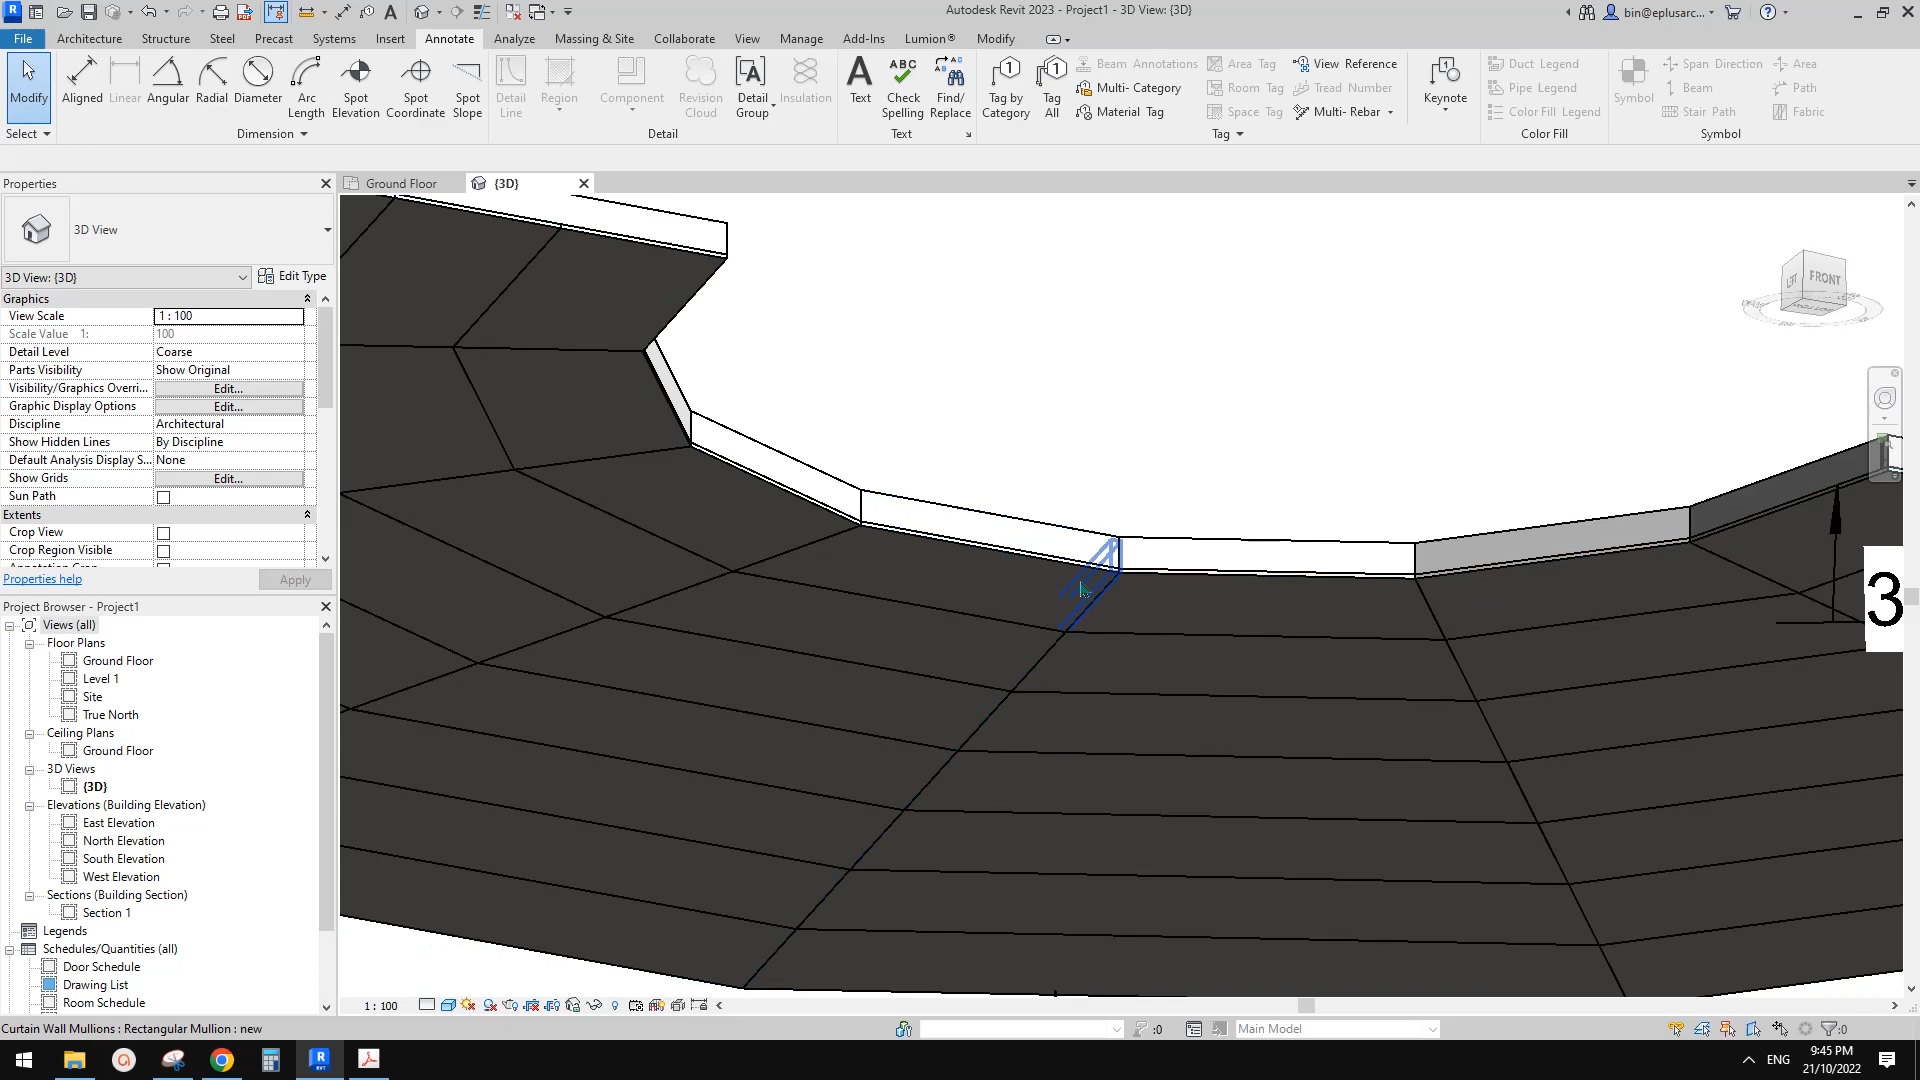 Autodesk Revit 2023 - Project1 - 3D View: {3D}
bin@eplusarc...
File Architecture Structure Steel Precast Systems Insert Annotate Analyze Massing & Site Collaborate View Manage Add-Ins Lumion® Modify
Modify
Aligned Linear Angular Radial Diameter Arc Length Spot Elevation Spot Coordinate Spot Slope
Detail Line Region Component Revision Cloud Detail Group Insulation
Text ABC Check Spelling Find/ Replace
Tag by Category Tag All
Beam Annotations Area Tag View Reference
Multi- Category Room Tag Tread Number
Material Tag Space Tag Multi- Rebar
Keynote
Duct Legend
Pipe Legend
Color Fill Legend
Symbol
Span Direction Area
Beam Path
Stair Path Fabric
Select Dimension Detail Text Tag Color Fill Symbol
Properties
Ground Floor
{3D}
3D View
3D View: {3D}
Edit Type
Graphics
View Scale 1 : 100
Scale Value 1: 100
Detail Level Coarse
Parts Visibility Show Original
Visibility/Graphics Overri... Edit...
Graphic Display Options Edit...
Discipline Architectural
Show Hidden Lines By Discipline
Default Analysis Display S... None
Show Grids Edit...
Sun Path
Extents
Crop View
Crop Region Visible
Properties help
Apply
Project Browser - Project1
Views (all)
Floor Plans
Ground Floor
Level 1
Site
True North
Ceiling Plans
Ground Floor
3D Views
{3D}
Elevations (Building Elevation)
East Elevation
North Elevation
South Elevation
West Elevation
Sections (Building Section)
Section 1
Legends
Schedules/Quantities (all)
Door Schedule
Drawing List
Room Schedule
LEFT
FRONT
3
1 : 100
Curtain Wall Mullions : Rectangular Mullion : new
:0
Main Model
:0
ENG
9:45 PM
21/10/2022